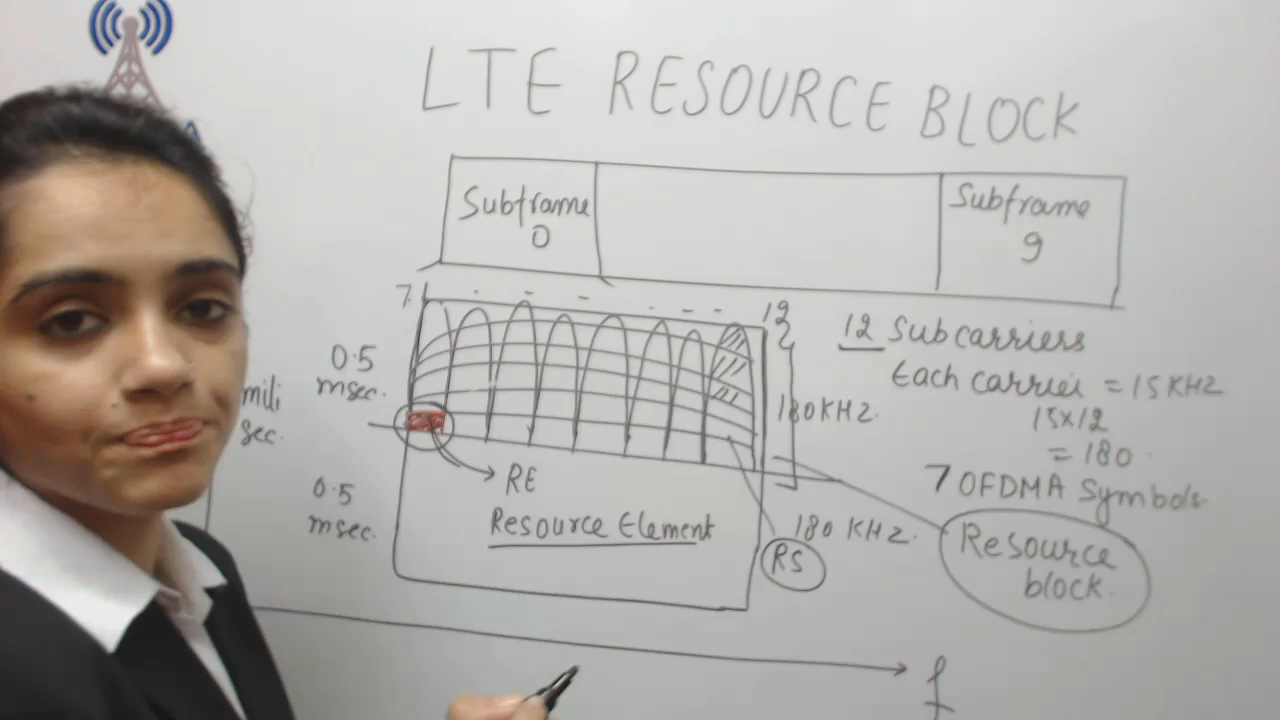 LTE RESOURCE BLOCK
Subframe
0
Subframe
9
7
12
0.5
msec.
mili
sec.
0.5
msec.
180KHZ.
12 Subcarriers
Each carrier = 15 KHZ
15x12
= 180
7 OFDMA Symbols.
RE
Resource Element
180 KHZ.
RS
Resource
block.
f